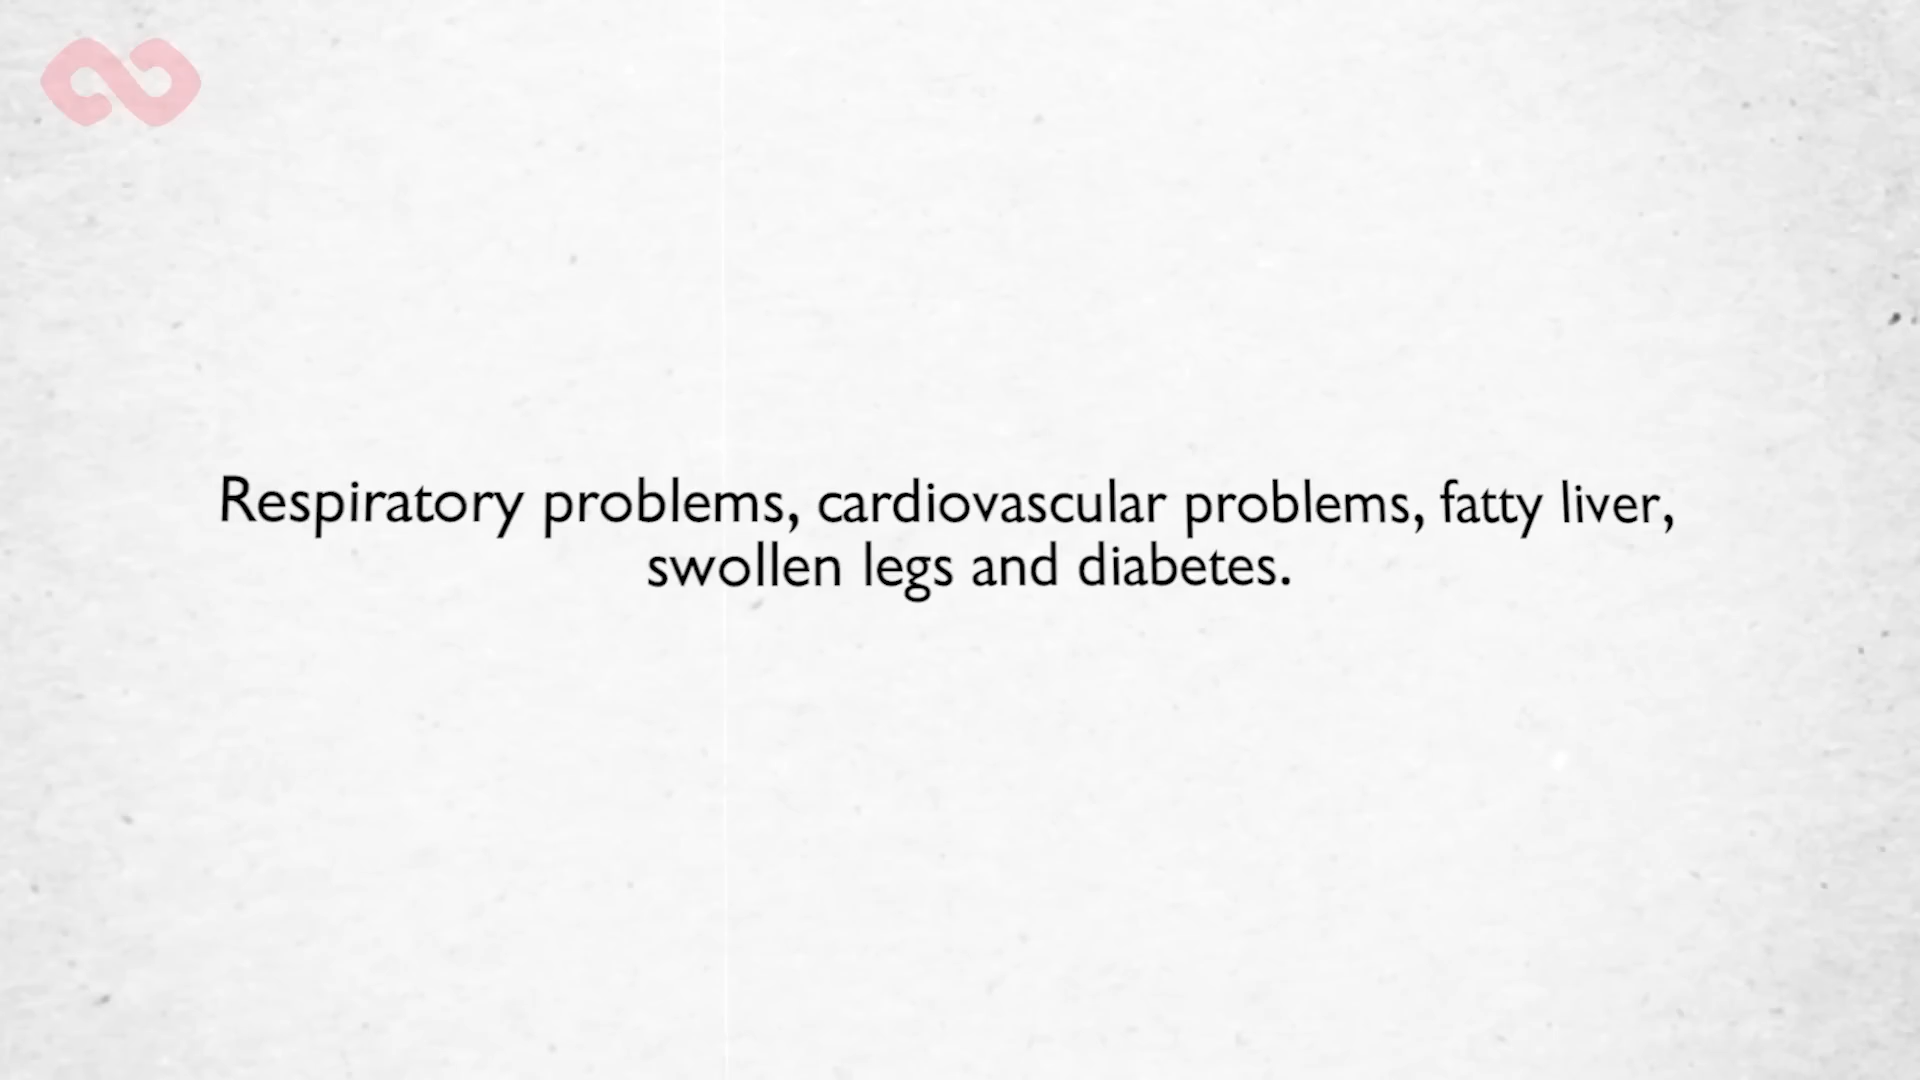 Respiratory problems, cardiovascular problems, fatty liver,
swollen legs and diabetes.